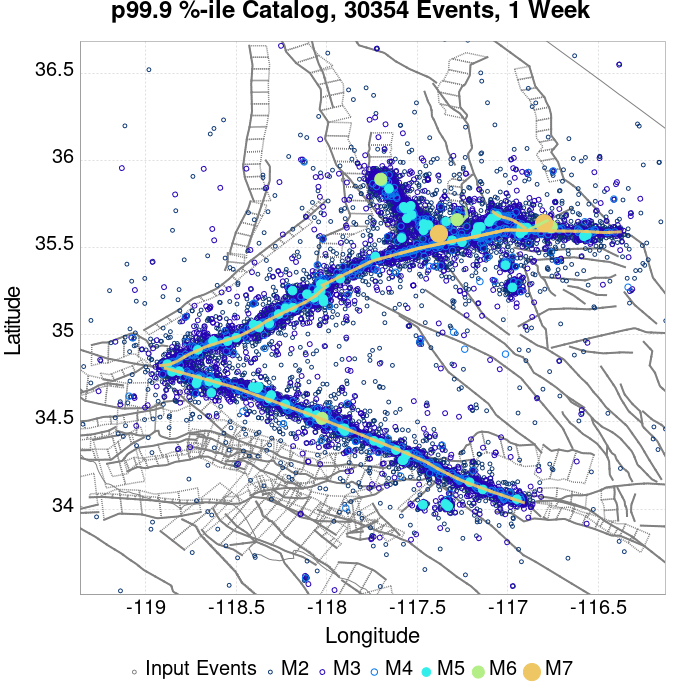 p99.9 %-ile Catalog, 30354 Events, 1 Week
36.5
36
35.5
35
34.5
34
Latitude
-119
-118.5
-118
-117.5
-117
-116.5
Longitude
Input Events
M2
M3
M4
M5
M6
M7